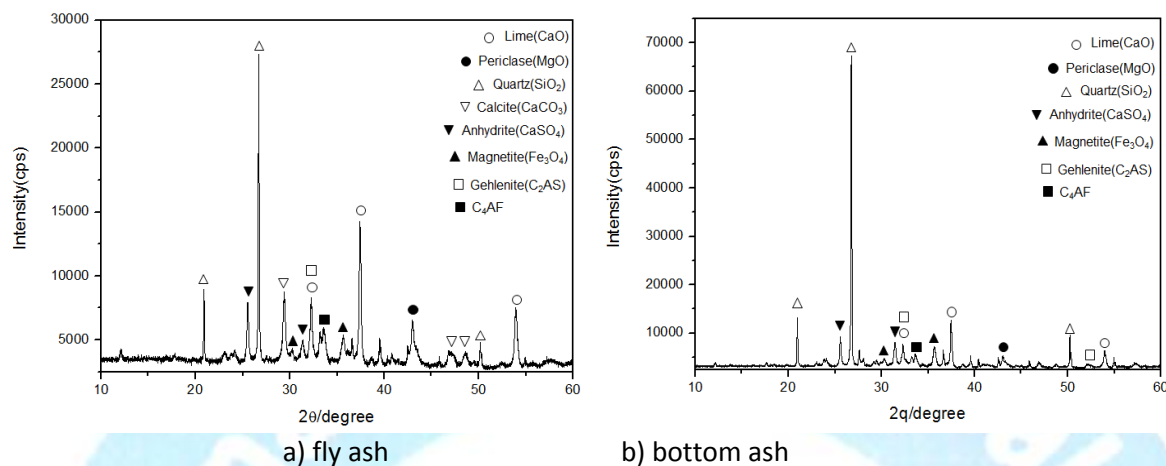 30000
25000
20000
15000
10000
5000
Intensity(cps)
10 20 30 40 50 60
2θ/degree
Lime(CaO)
Periclase(MgO)
Quartz(SiO₂)
Calcite(CaCO₃)
Anhydrite(CaSO₄)
Magnetite(Fe₃O₄)
Gehlenite(C₂AS)
C₄AF
a) fly ash
70000
60000
50000
40000
30000
20000
10000
Intensity(cps)
10 20 30 40 50 60
2q/degree
Lime(CaO)
Periclase(MgO)
Quartz(SiO₂)
Anhydrite(CaSO₄)
Magnetite(Fe₃O₄)
Gehlenite(C₂AS)
C₄AF
b) bottom ash